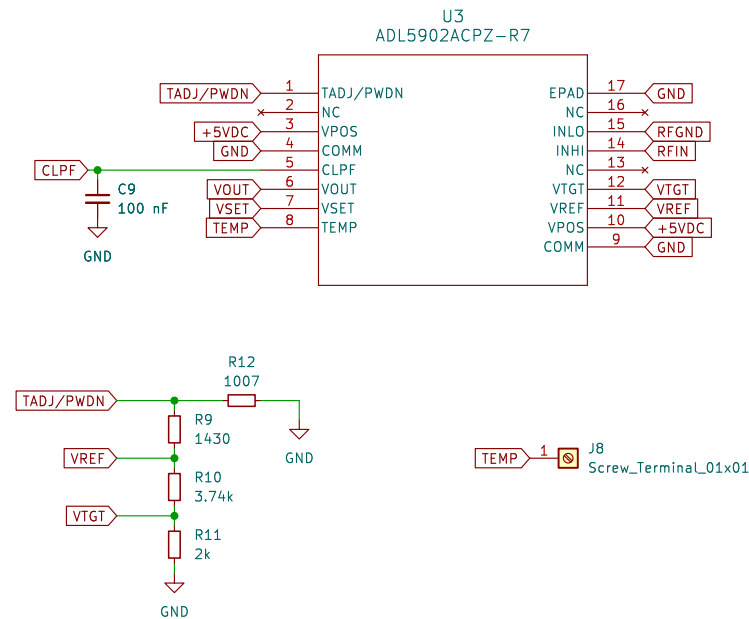 U3
ADL5902ACPZ-R7
TADJ/PWDN 1 TADJ/PWDN EPAD 17 GND
2 NC NC 16
+5VDC 3 VPOS INLO 15 RFGND
GND 4 COMM INHI 14 RFIN
CLPF 5 CLPF NC 13
VOUT 6 VOUT VTGT 12 VTGT
VSET 7 VSET VREF 11 VREF
TEMP 8 TEMP VPOS 10 +5VDC
COMM 9 GND
C9
100 nF
GND
R12
1007
TADJ/PWDN
R9
1430
GND
VREF
R10
3.74k
VTGT
R11
2k
GND
TEMP 1 J8
Screw_Terminal_01x01